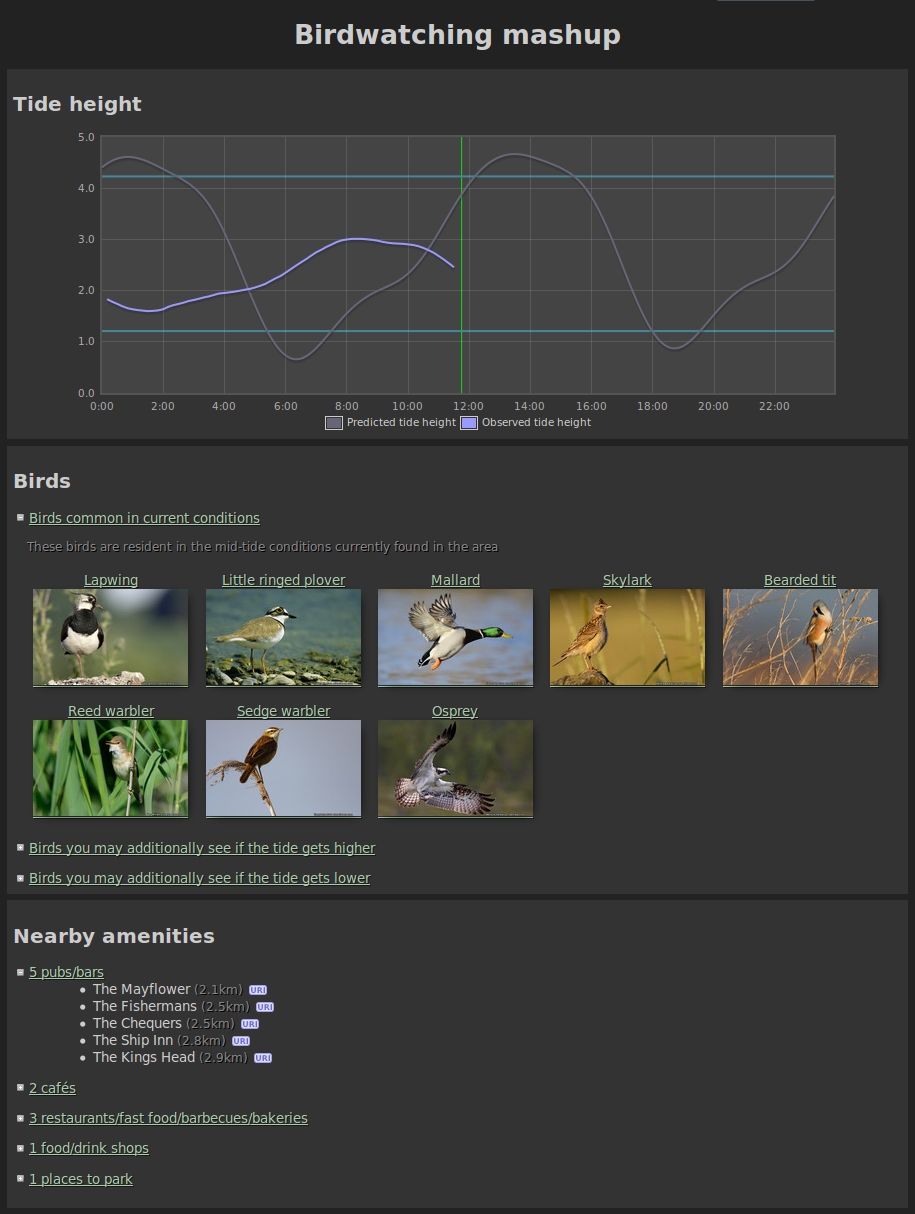 Birdwatching mashup
Tide height
5.0
4.0
3.0
2.0
1.0
0.0
0:00 2:00 4:00 6:00 8:00 10:00 12:00 14:00 16:00 18:00 20:00 22:00
Predicted tide height Observed tide height
Birds
Birds common in current conditions
These birds are resident in the mid-tide conditions currently found in the area
Lapwing Little ringed plover Mallard Skylark Bearded tit
Reed warbler Sedge warbler Osprey
Birds you may additionally see if the tide gets higher
Birds you may additionally see if the tide gets lower
Nearby amenities
5 pubs/bars
The Mayflower (2.1km) URI
The Fishermans (2.5km) URI
The Chequers (2.5km) URI
The Ship Inn (2.8km) URI
The Kings Head (2.9km) URI
2 cafés
3 restaurants/fast food/barbecues/bakeries
1 food/drink shops
1 places to park